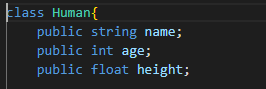 class Human{
    public string name;
    public int age;
    public float height;